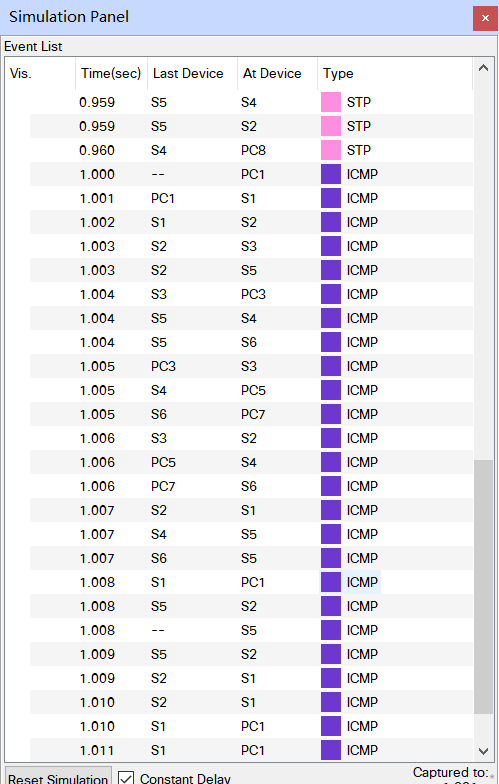 Simulation Panel
Event List
Vis. Time(sec) Last Device At Device Type
0.959 S5 S4 STP
0.959 S5 S2 STP
0.960 S4 PC8 STP
1.000 -- PC1 ICMP
1.001 PC1 S1 ICMP
1.002 S1 S2 ICMP
1.003 S2 S3 ICMP
1.003 S2 S5 ICMP
1.004 S3 PC3 ICMP
1.004 S5 S4 ICMP
1.004 S5 S6 ICMP
1.005 PC3 S3 ICMP
1.005 S4 PC5 ICMP
1.005 S6 PC7 ICMP
1.006 S3 S2 ICMP
1.006 PC5 S4 ICMP
1.006 PC7 S6 ICMP
1.007 S2 S1 ICMP
1.007 S4 S5 ICMP
1.007 S6 S5 ICMP
1.008 S1 PC1 ICMP
1.008 S5 S2 ICMP
1.008 -- S5 ICMP
1.009 S5 S2 ICMP
1.009 S2 S1 ICMP
1.010 S2 S1 ICMP
1.010 S1 PC1 ICMP
1.011 S1 PC1 ICMP
Reset Simulation Constant Delay Captured to: